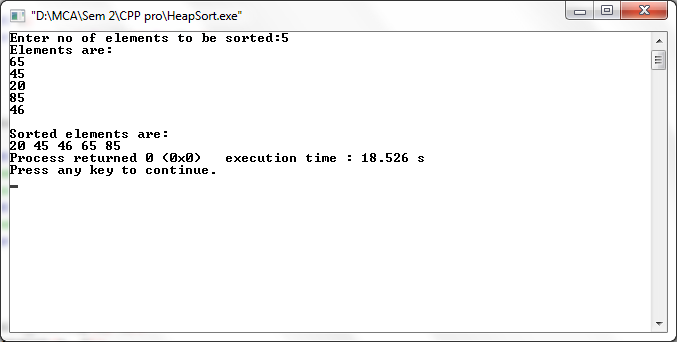 "D:\MCA\Sem 2\CPP pro\HeapSort.exe"
Enter no of elements to be sorted:5
Elements are:
65
45
20
85
46
Sorted elements are:
20 45 46 65 85
Process returned 0 (0x0)   execution time : 18.526 s
Press any key to continue.